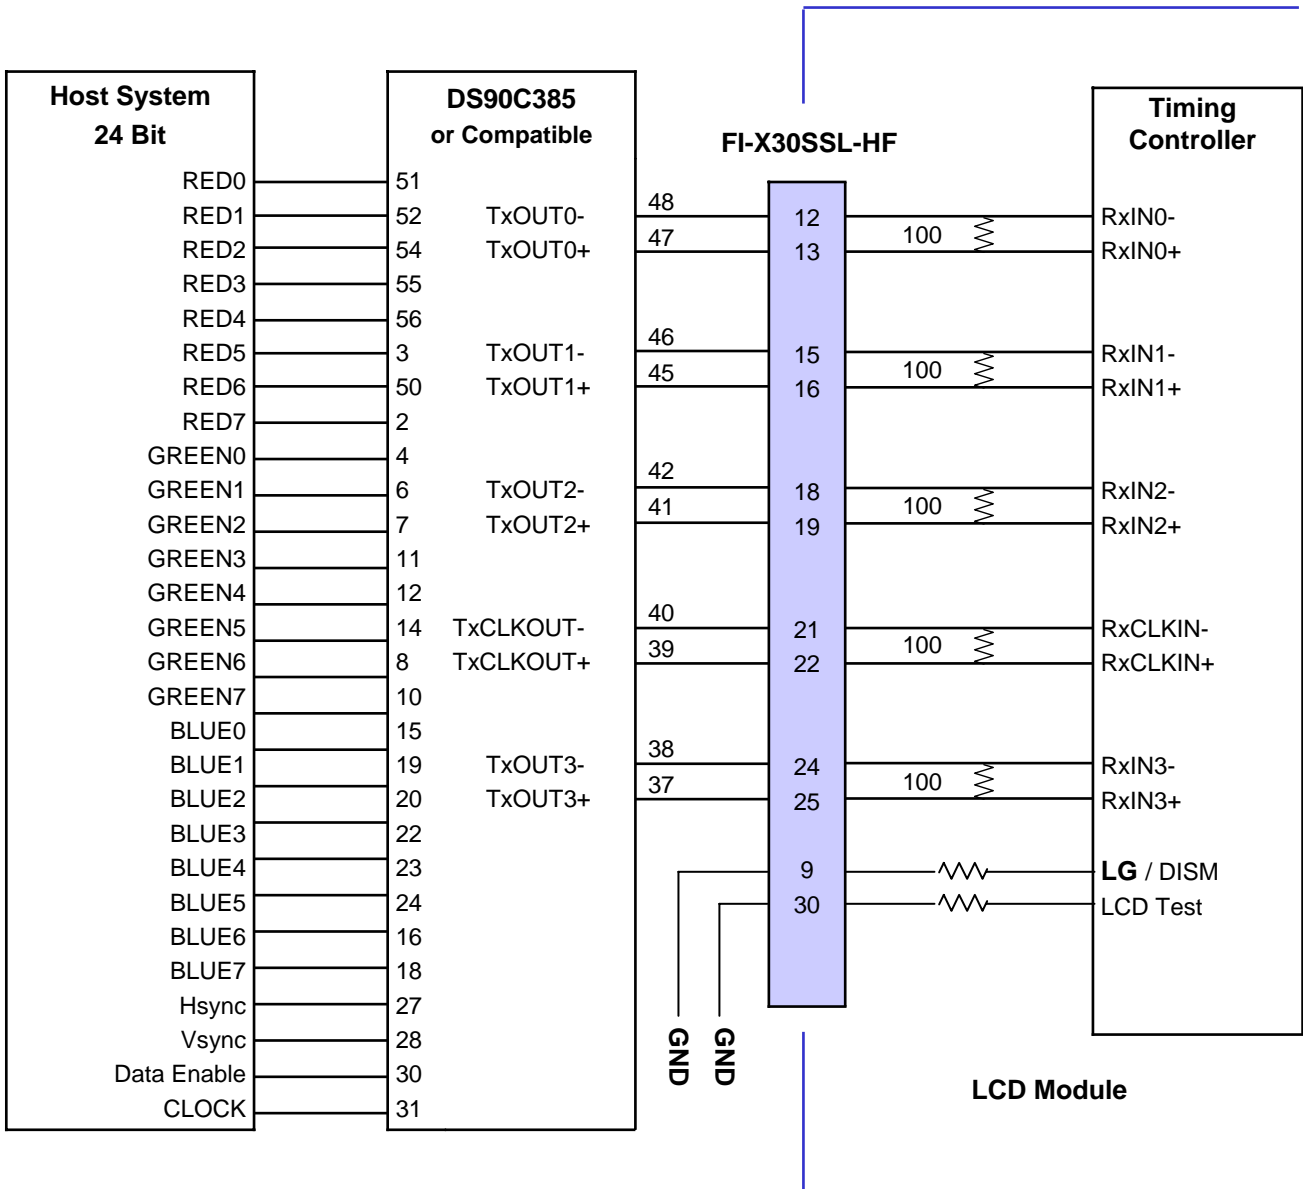 Host System
24 Bit
RED0
RED1
RED2
RED3
RED4
RED5
RED6
RED7
GREEN0
GREEN1
GREEN2
GREEN3
GREEN4
GREEN5
GREEN6
GREEN7
BLUE0
BLUE1
BLUE2
BLUE3
BLUE4
BLUE5
BLUE6
BLUE7
Hsync
Vsync
Data Enable
CLOCK
DS90C385
or Compatible
51
52 TxOUT0-
54 TxOUT0+
55
56
3 TxOUT1-
50 TxOUT1+
2
4
6 TxOUT2-
7 TxOUT2+
11
12
14 TxCLKOUT-
8 TxCLKOUT+
10
15
19 TxOUT3-
20 TxOUT3+
22
23
24
16
18
27
28
30
31
48
47
46
45
42
41
40
39
38
37
GND
GND
FI-X30SSL-HF
12
13
15
16
18
19
21
22
24
25
9
30
100
100
100
100
100
Timing
Controller
RxIN0-
RxIN0+
RxIN1-
RxIN1+
RxIN2-
RxIN2+
RxCLKIN-
RxCLKIN+
RxIN3-
RxIN3+
LG / DISM
LCD Test
LCD Module